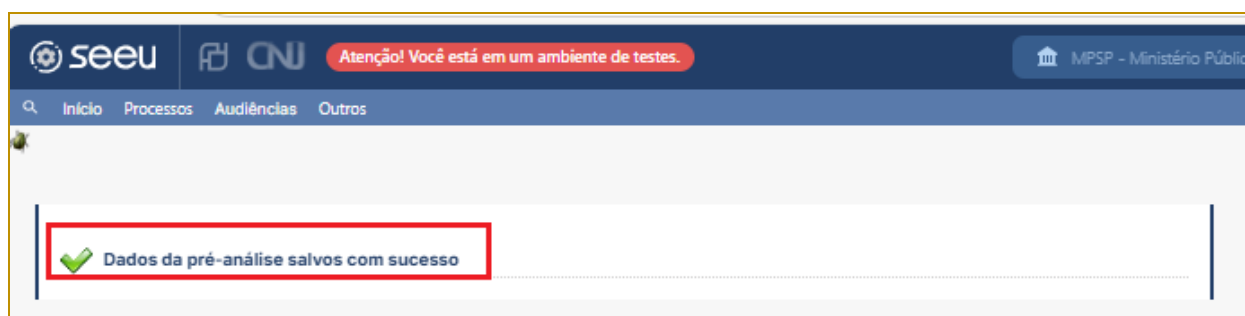 seeu CNJ Atenção! Você está em um ambiente de testes. MPSP - Ministério Públic
Início Processos Audiências Outros
Dados da pré-análise salvos com sucesso